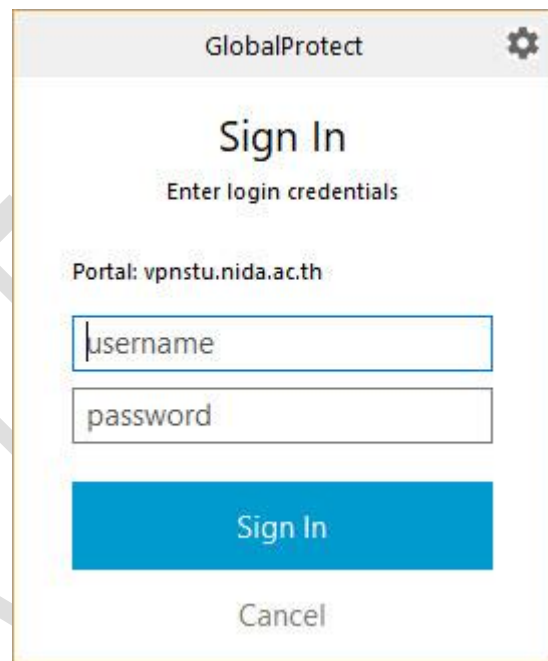 GlobalProtect
Sign In
Enter login credentials
Portal: vpnstu.nida.ac.th
username
password
Sign In
Cancel